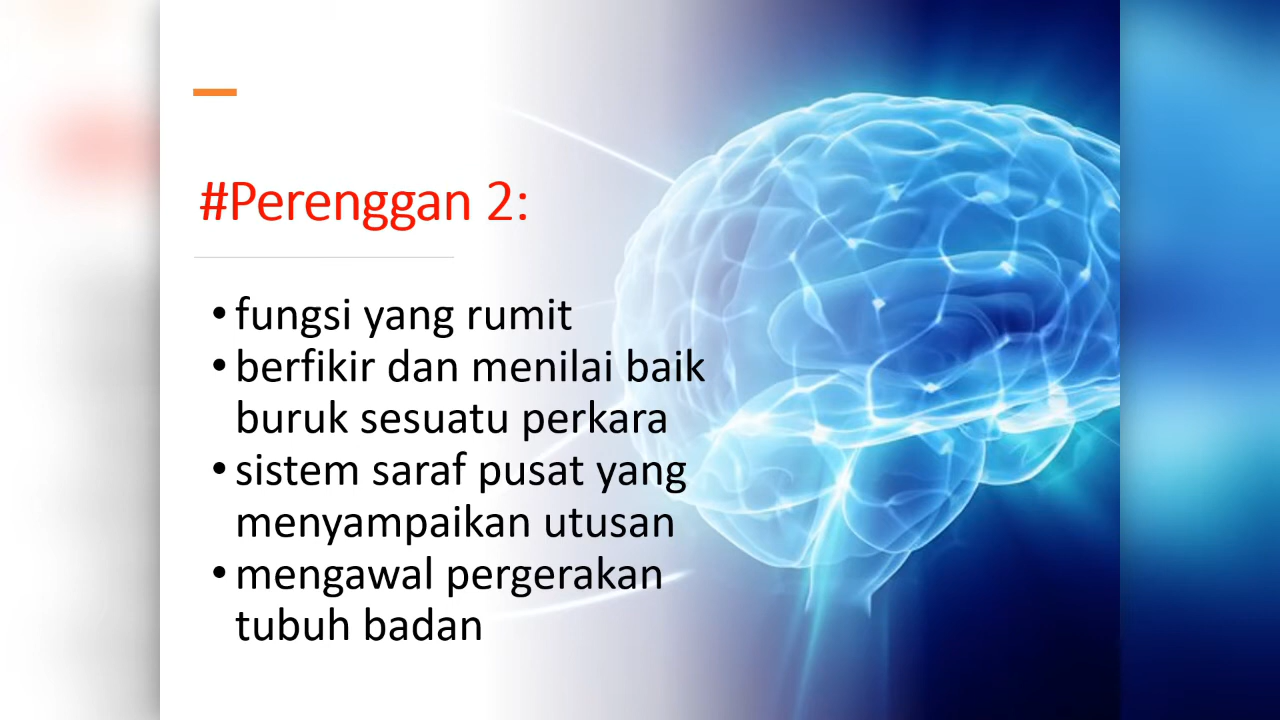 #Perenggan 2:
• fungsi yang rumit
• berfikir dan menilai baik
buruk sesuatu perkara
• sistem saraf pusat yang
menyampaikan utusan
• mengawal pergerakan
tubuh badan